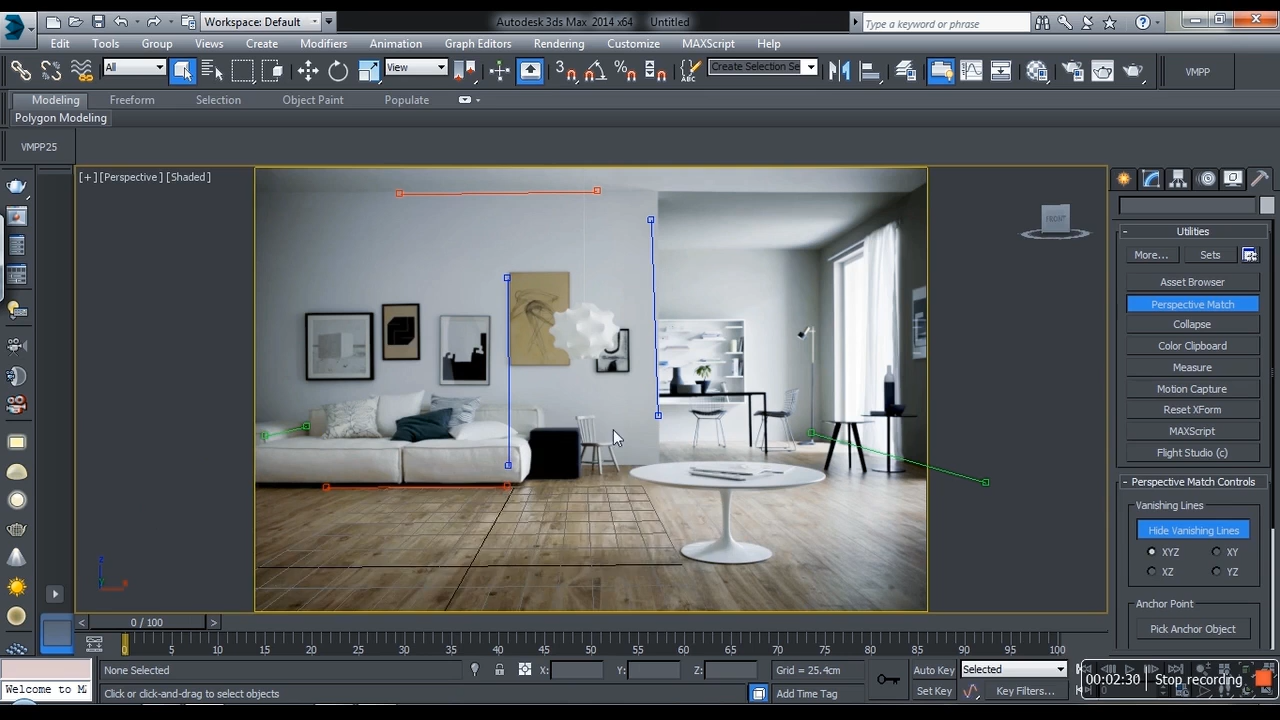 Workspace: Default
Autodesk 3ds Max 2014 x64 Untitled
Type a keyword or phrase
Edit Tools Group Views Create Modifiers Animation Graph Editors Rendering Customize MAXScript Help
All
View
Create Selection Se
VMPP
Modeling Freeform Selection Object Paint Populate
Polygon Modeling
VMPP25
[+] [Perspective] [Shaded]
FRONT
Utilities
More... Sets
Asset Browser
Perspective Match
Collapse
Color Clipboard
Measure
Motion Capture
Reset XForm
MAXScript
Flight Studio (c)
- Perspective Match Controls
Vanishing Lines
Hide Vanishing Lines
XYZ XY
XZ YZ
Anchor Point
Pick Anchor Object
< 0 / 100 >
0 5 10 15 20 25 30 35 40 45 50 55 60 65 70 75 80 85 90 95 100
None Selected
X: Y: Z:
Grid = 25.4cm
Auto Key
Selected
Welcome to M
Click or click-and-drag to select objects
Add Time Tag
Set Key
Key Filters...
00:02:30 Stop recording